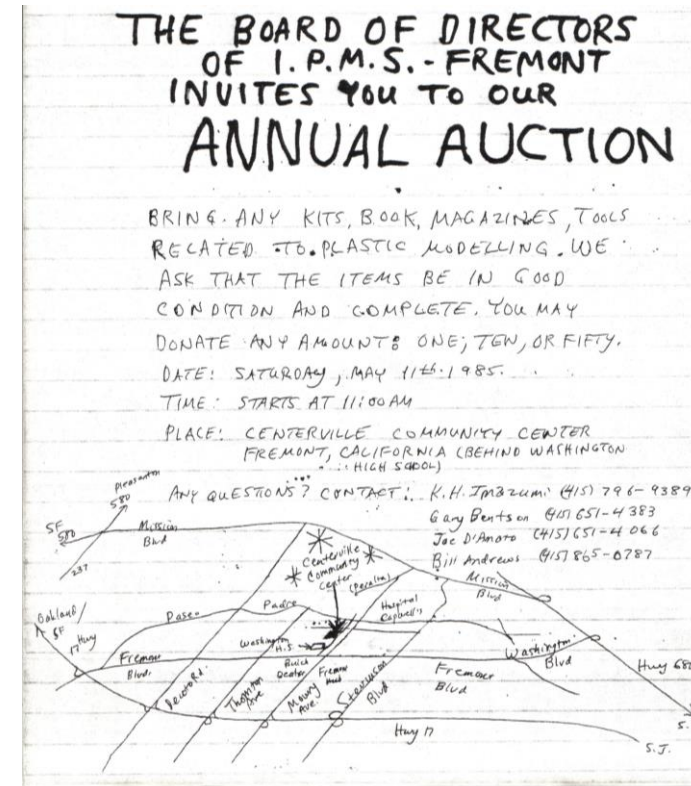 THE BOARD OF DIRECTORS
OF I.P.M.S.-FREMONT
INVITES YOU TO OUR
ANNUAL AUCTION
BRING ANY KITS, BOOK, MAGAZINES, TOOLS
RELATED TO PLASTIC MODELLING. WE
ASK THAT THE ITEMS BE IN GOOD
CONDITION AND COMPLETE. YOU MAY
DONATE ANY AMOUNT: ONE, TEN, OR FIFTY.
DATE: SATURDAY, MAY 11th 1985.
TIME: STARTS AT 11:00AM
PLACE: CENTERVILLE COMMUNITY CENTER
FREMONT, CALIFORNIA (BEHIND WASHINGTON
HIGH SCHOOL)
ANY QUESTIONS? CONTACT: K.H. Imazumi (415) 796-9389
Gary Bentson (415) 651-4383
Joe D'Amato (415) 651-4066
Bill Andrews (415) 865-0787
Pleasanton
580
SF
580
Mission
Blvd
237
Centerville
Community
Center
(Peralta)
Mission
Blvd
Oakland/
SF
Hwy
17
Paseo
Padre
Hospital
Washington
H.S.
Washington
Blvd
Fremont
Blvd.
Buick
Dealer
Fremont
Fremont
Blvd
Hwy 680
Decoto Rd.
Thornton
Ave
Mowry
Ave.
Stevenson
Blvd
Hwy 17
S.J.